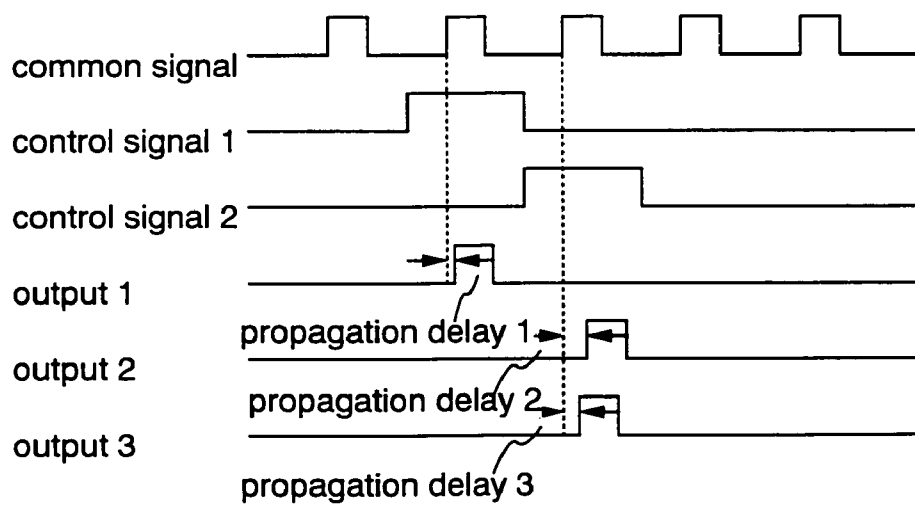 common signal
control signal 1
control signal 2
output 1
propagation delay 1
output 2
propagation delay 2
output 3
propagation delay 3